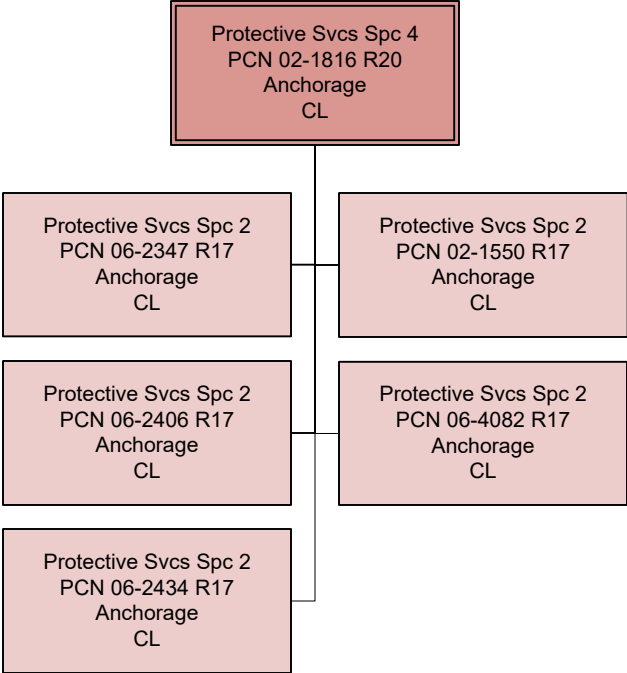 Protective Svcs Spc 4
PCN 02-1816 R20
Anchorage
CL
Protective Svcs Spc 2
PCN 06-2347 R17
Anchorage
CL
Protective Svcs Spc 2
PCN 02-1550 R17
Anchorage
CL
Protective Svcs Spc 2
PCN 06-2406 R17
Anchorage
CL
Protective Svcs Spc 2
PCN 06-4082 R17
Anchorage
CL
Protective Svcs Spc 2
PCN 06-2434 R17
Anchorage
CL